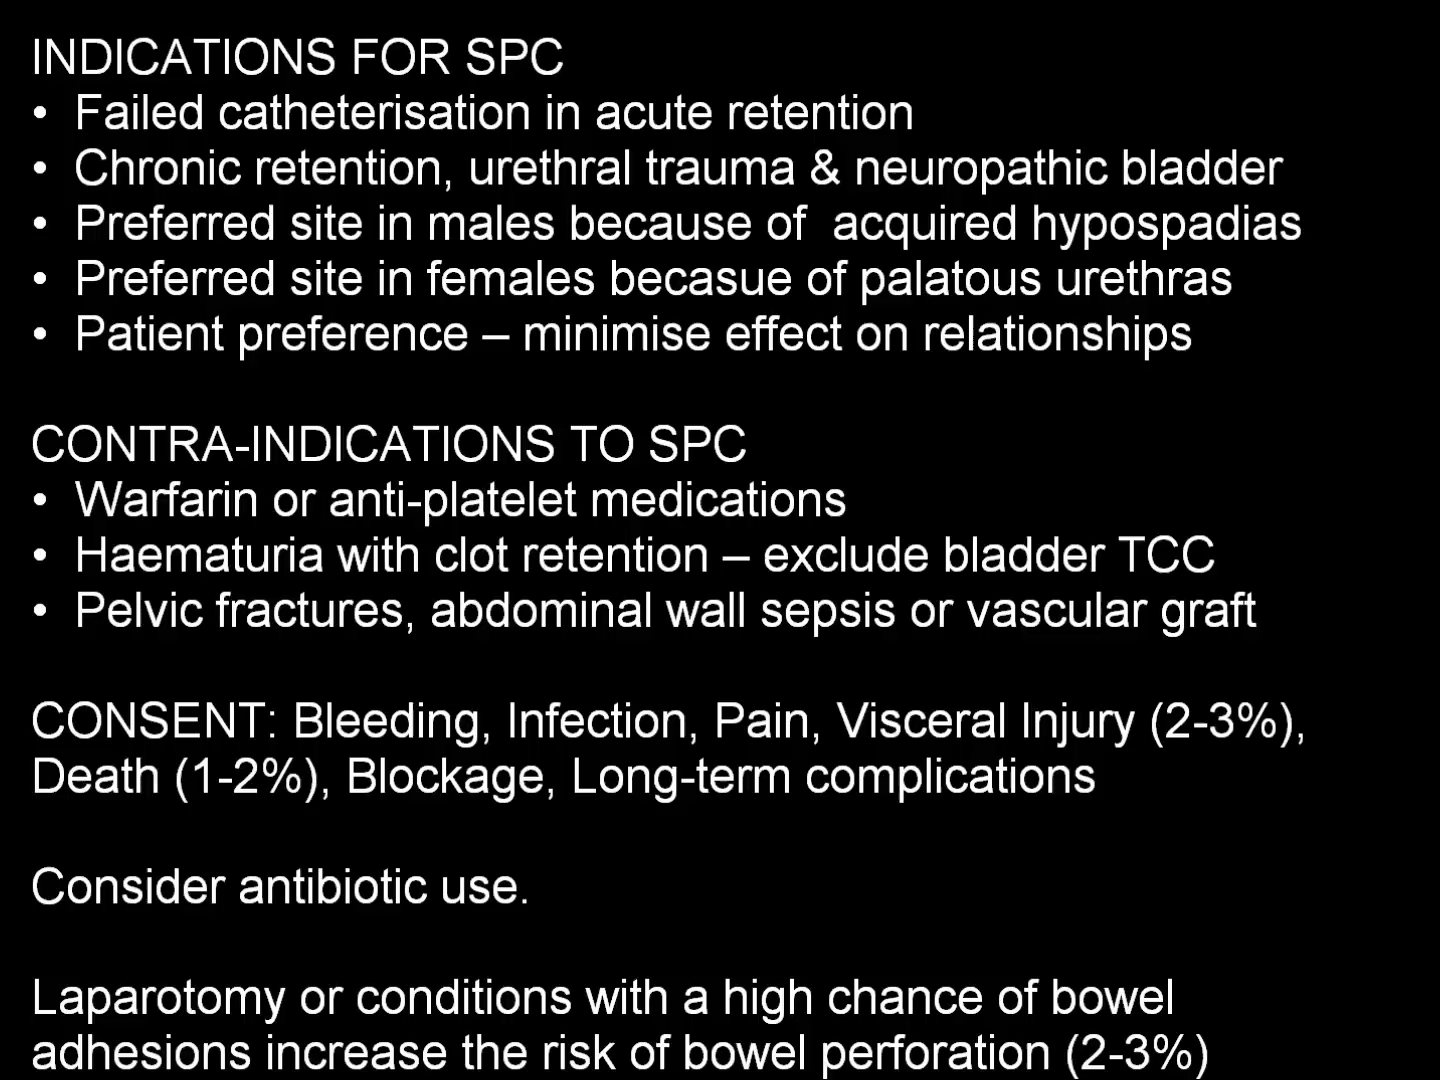 INDICATIONS FOR SPC
• Failed catheterisation in acute retention
• Chronic retention, urethral trauma & neuropathic bladder
• Preferred site in males because of  acquired hypospadias
• Preferred site in females becasue of palatous urethras
• Patient preference – minimise effect on relationships
CONTRA-INDICATIONS TO SPC
• Warfarin or anti-platelet medications
• Haematuria with clot retention – exclude bladder TCC
• Pelvic fractures, abdominal wall sepsis or vascular graft
CONSENT: Bleeding, Infection, Pain, Visceral Injury (2-3%),
Death (1-2%), Blockage, Long-term complications
Consider antibiotic use.
Laparotomy or conditions with a high chance of bowel
adhesions increase the risk of bowel perforation (2-3%)